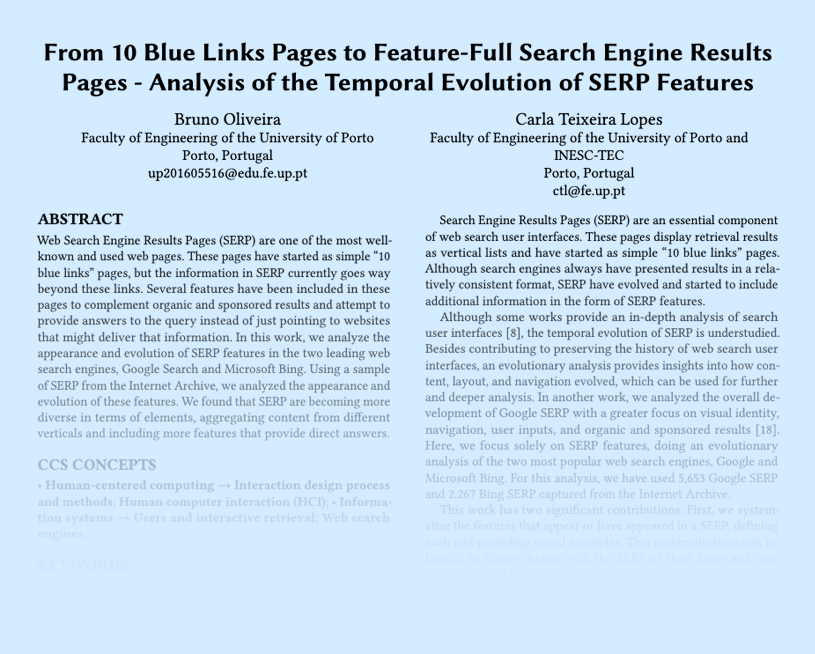 From 10 Blue Links Pages to Feature-Full Search Engine Results
Pages - Analysis of the Temporal Evolution of SERP Features
Bruno Oliveira
Faculty of Engineering of the University of Porto
Porto, Portugal
up201605516@edu.fe.up.pt
Carla Teixeira Lopes
Faculty of Engineering of the University of Porto and
INESC-TEC
Porto, Portugal
ctl@fe.up.pt
ABSTRACT
Web Search Engine Results Pages (SERP) are one of the most well-
known and used web pages. These pages have started as simple “10
blue links” pages, but the information in SERP currently goes way
beyond these links. Several features have been included in these
pages to complement organic and sponsored results and attempt to
provide answers to the query instead of just pointing to websites
that might deliver that information. In this work, we analyze the
appearance and evolution of SERP features in the two leading web
search engines, Google Search and Microsoft Bing. Using a sample
of SERP from the Internet Archive, we analyzed the appearance and
evolution of these features. We found that SERP are becoming more
diverse in terms of elements, aggregating content from different
verticals and including more features that provide direct answers.
CCS CONCEPTS
• Human-centered computing → Interaction design process
and methods; Human computer interaction (HCI); • Informa-
tion systems → Users and interactive retrieval; Web search
engines.
KEYWORDS
Search Engine Results Pages (SERP) are an essential component
of web search user interfaces. These pages display retrieval results
as vertical lists and have started as simple “10 blue links” pages.
Although search engines always have presented results in a rela-
tively consistent format, SERP have evolved and started to include
additional information in the form of SERP features.
Although some works provide an in-depth analysis of search
user interfaces [8], the temporal evolution of SERP is understudied.
Besides contributing to preserving the history of web search user
interfaces, an evolutionary analysis provides insights into how con-
tent, layout, and navigation evolved, which can be used for further
and deeper analysis. In another work, we analyzed the overall de-
velopment of Google SERP with a greater focus on visual identity,
navigation, user inputs, and organic and sponsored results [18].
Here, we focus solely on SERP features, doing an evolutionary
analysis of the two most popular web search engines, Google and
Microsoft Bing. For this analysis, we have used 5,653 Google SERP
and 2,267 Bing SERP captured from the Internet Archive.
This work has two significant contributions. First, we system-
atize the features that appear or have appeared in a SERP, defining
each and providing visual examples. This systematization can be
helpful in future studies with the SERP as their focus and